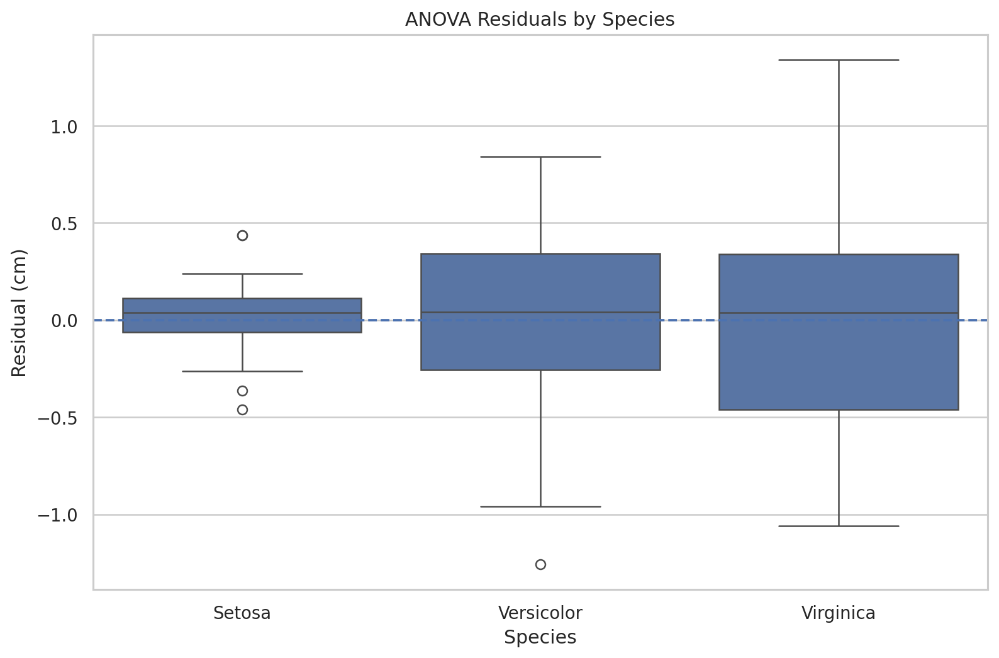 ANOVA Residuals by Species
Residual (cm)
1.0
0.5
0.0
−0.5
−1.0
Setosa
Versicolor
Virginica
Species